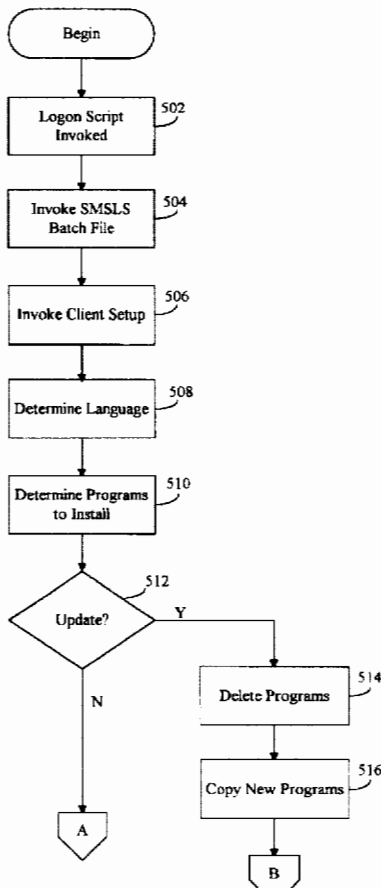 Begin
502
Logon Script
Invoked
504
Invoke SMSLS
Batch File
506
Invoke Client Setup
508
Determine Language
510
Determine Programs
to Install
512
Update?
Y
N
514
Delete Programs
516
Copy New Programs
A
B